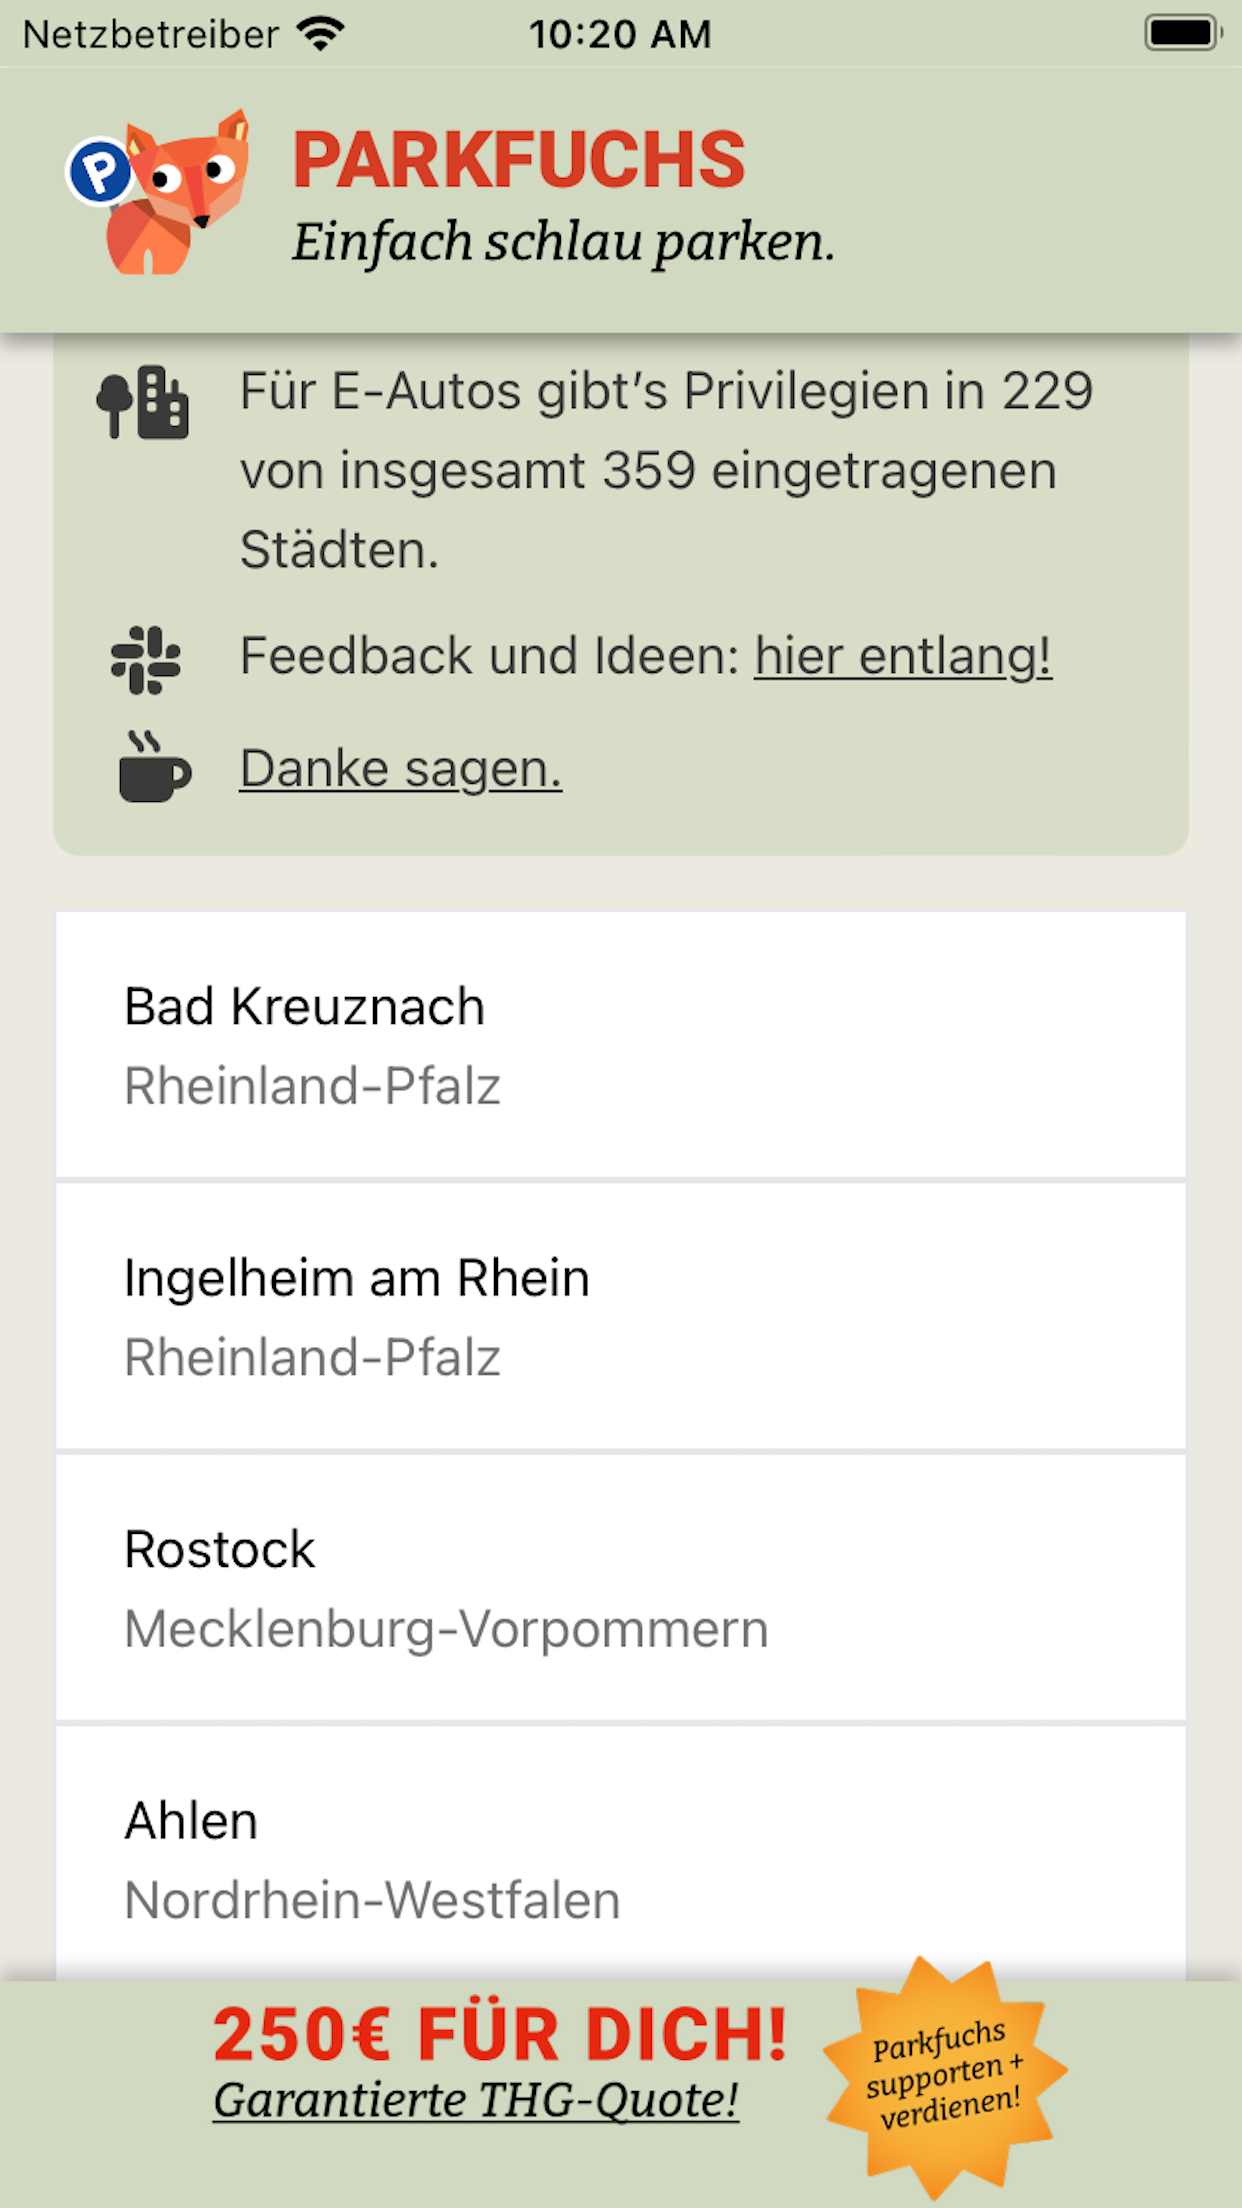 Netzbetreiber 10:20 AM
P
PARKFUCHS
Einfach schlau parken.
Für E-Autos gibt’s Privilegien in 229
von insgesamt 359 eingetragenen
Städten.
Feedback und Ideen: hier entlang!
Danke sagen.
Bad Kreuznach
Rheinland-Pfalz
Ingelheim am Rhein
Rheinland-Pfalz
Rostock
Mecklenburg-Vorpommern
Ahlen
Nordrhein-Westfalen
250€ FÜR DICH!
Garantierte THG-Quote!
Parkfuchs
supporten +
verdienen!